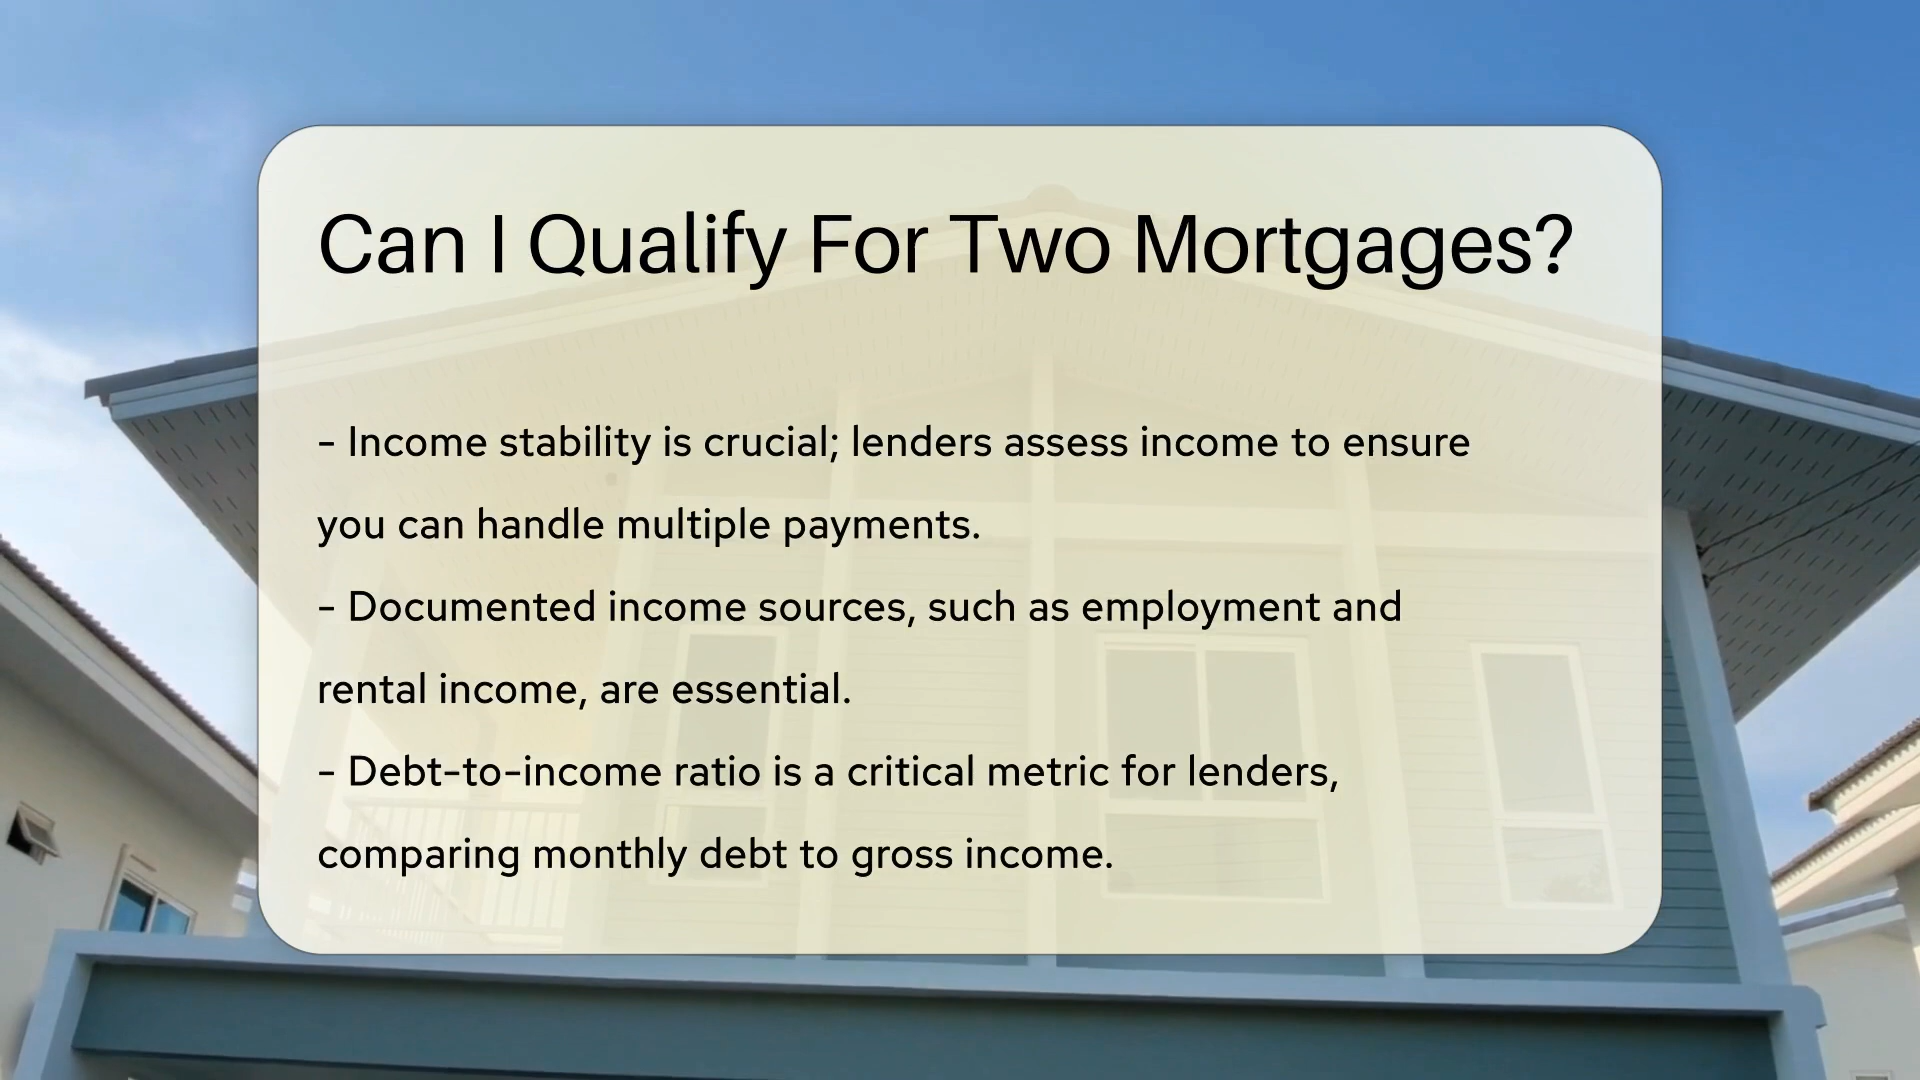 Can I Qualify For Two Mortgages?
- Income stability is crucial; lenders assess income to ensure
you can handle multiple payments.
- Documented income sources, such as employment and
rental income, are essential.
- Debt-to-income ratio is a critical metric for lenders,
comparing monthly debt to gross income.